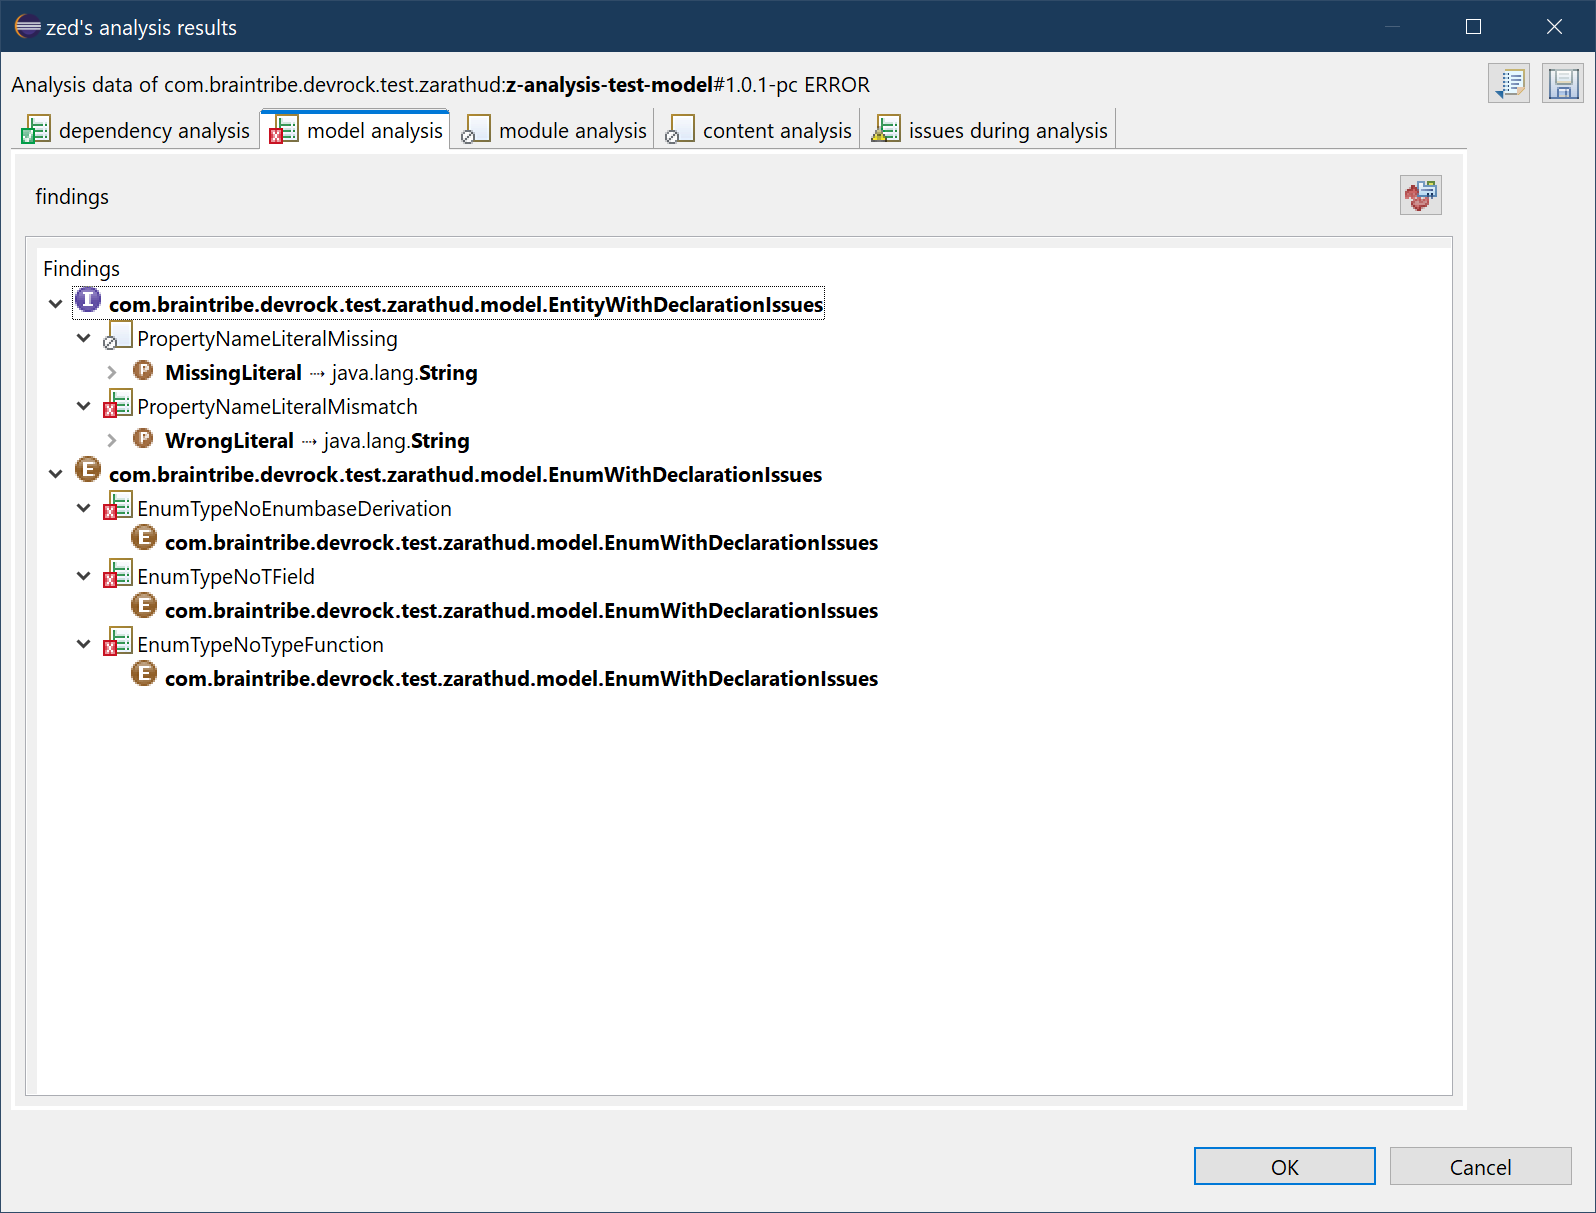 zed's analysis results
Analysis data of com.braintribe.devrock.test.zarathud:z-analysis-test-model#1.0.1-pc ERROR
dependency analysis model analysis module analysis content analysis issues during analysis
findings
Findings
I com.braintribe.devrock.test.zarathud.model.EntityWithDeclarationIssues
PropertyNameLiteralMissing
P MissingLiteral ⇢ java.lang.String
PropertyNameLiteralMismatch
P WrongLiteral ⇢ java.lang.String
E com.braintribe.devrock.test.zarathud.model.EnumWithDeclarationIssues
EnumTypeNoEnumbaseDerivation
E com.braintribe.devrock.test.zarathud.model.EnumWithDeclarationIssues
EnumTypeNoTField
E com.braintribe.devrock.test.zarathud.model.EnumWithDeclarationIssues
EnumTypeNoTypeFunction
E com.braintribe.devrock.test.zarathud.model.EnumWithDeclarationIssues
OK Cancel